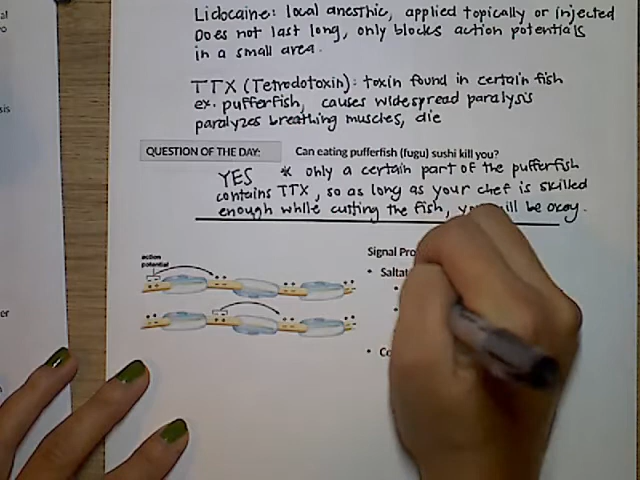 Lidocaine: local anesthic, applied topically or injected
Does not last long, only blocks action potentials
in a small area.
TTX (Tetrodotoxin): toxin found in certain fish
ex. pufferfish, causes widespread paralysis
paralyzes breathing muscles, die
QUESTION OF THE DAY: Can eating pufferfish (fugu) sushi kill you?
YES * only a certain part of the pufferfish
contains TTX, so as long as your chef is skilled
enough while cutting the fish, you will be okay.
action
potential
Signal Pro
• Saltat
• Co